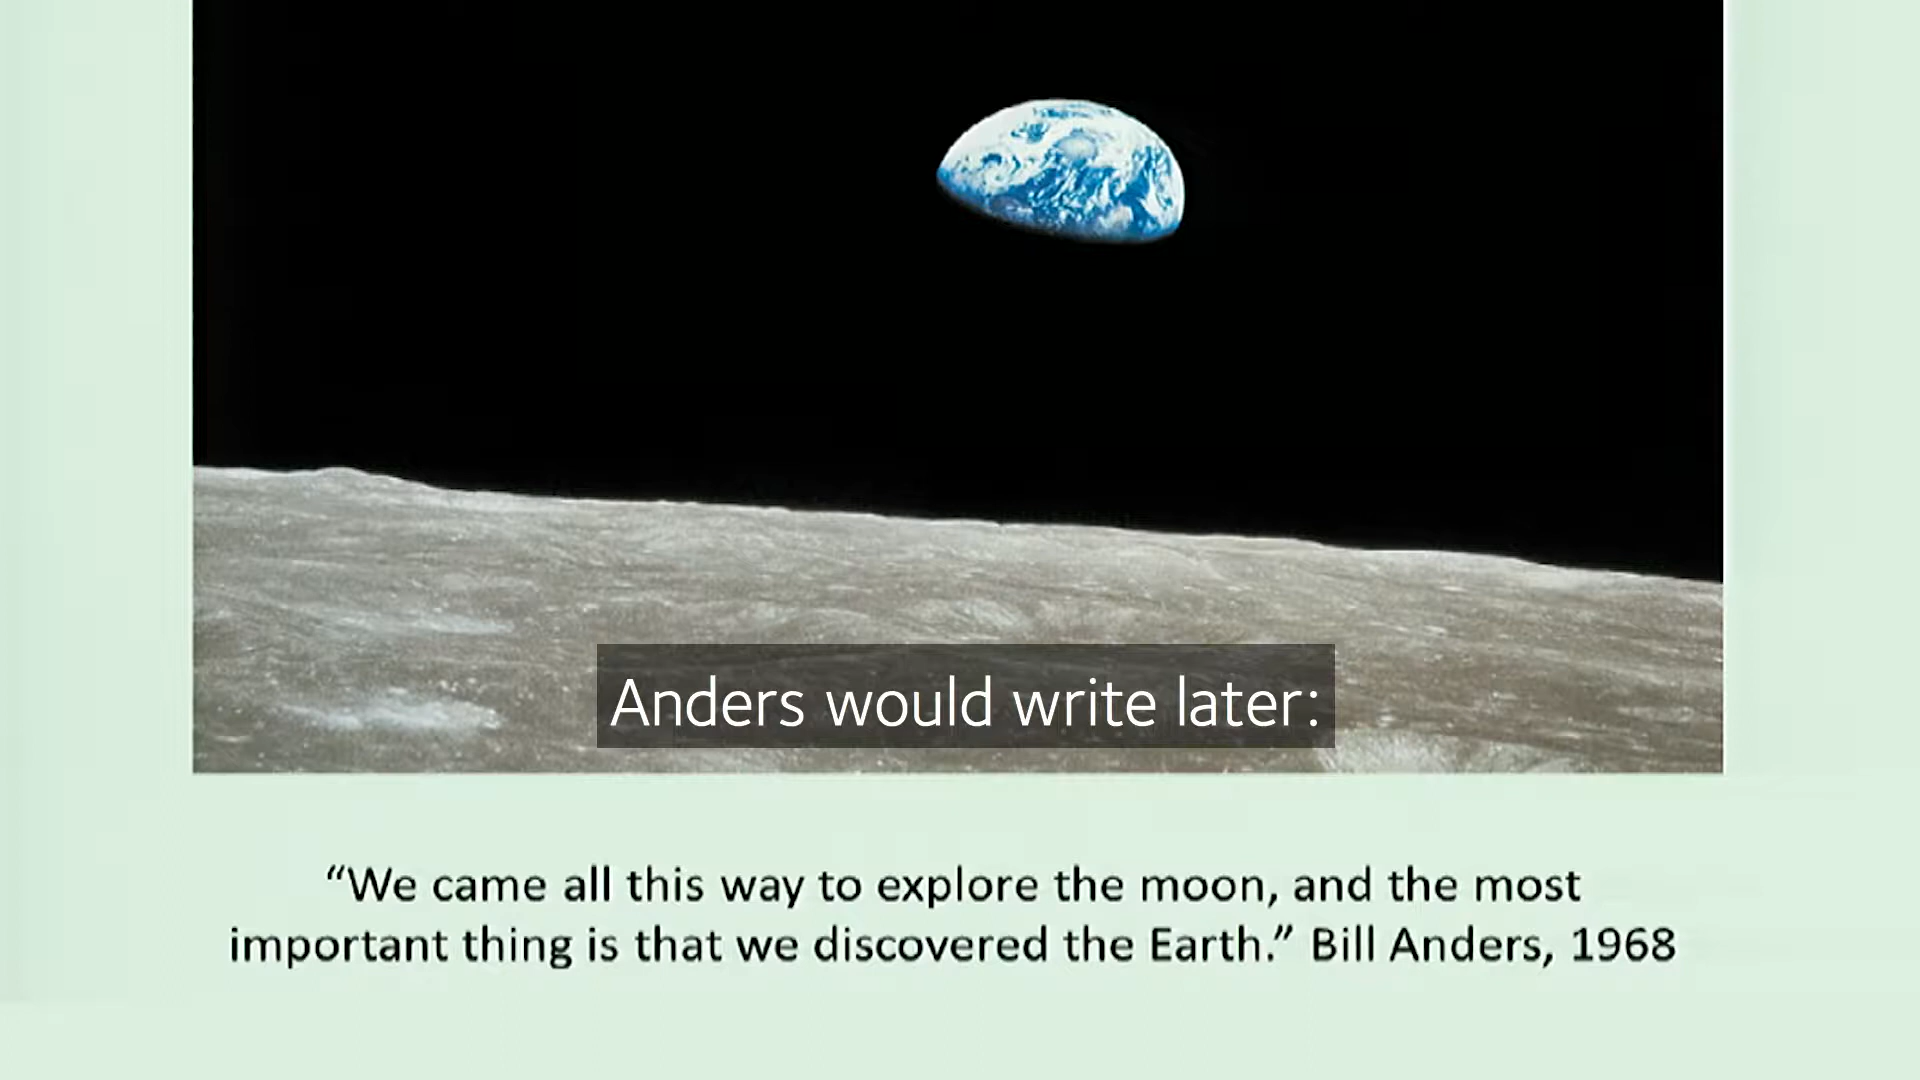 Anders would write later:
“We came all this way to explore the moon, and the most
important thing is that we discovered the Earth.” Bill Anders, 1968